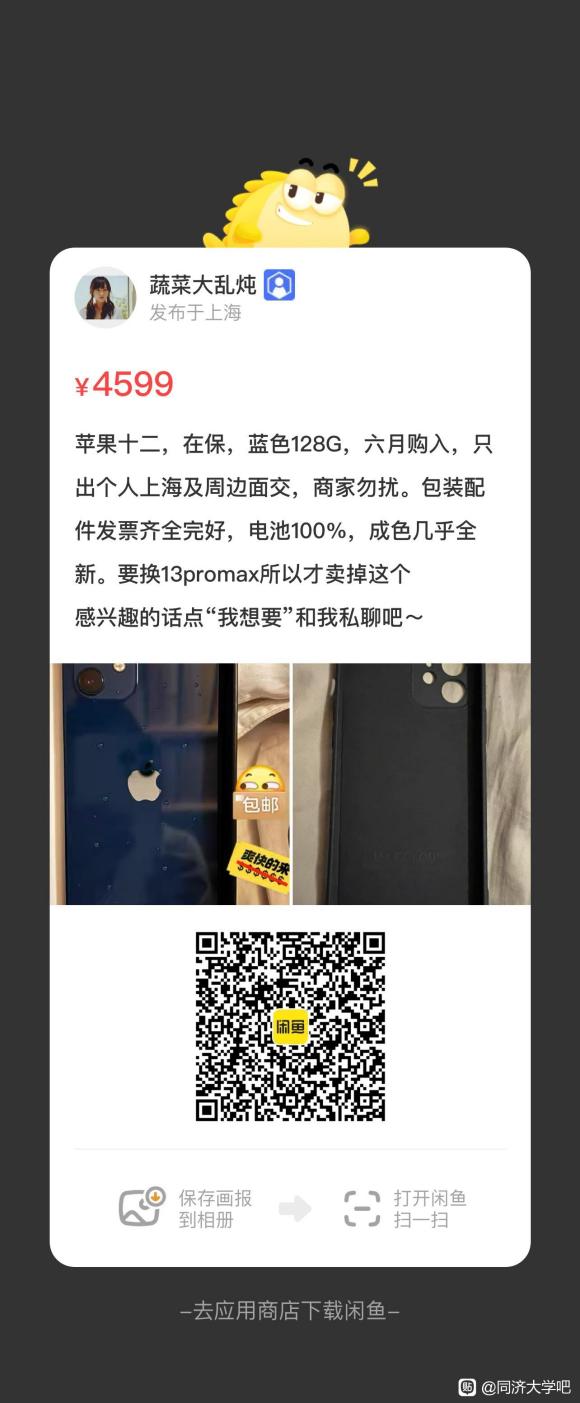 蔬菜大乱炖
发布于上海
¥4599
苹果十二，在保，蓝色128G，六月购入，只
出个人上海及周边面交，商家勿扰。包装配
件发票齐全完好，电池100%，成色几乎全
新。要换13promax所以才卖掉这个
感兴趣的话点“我想要”和我私聊吧～
包邮
爽快的来
$$$$$$
闲鱼
保存画报
到相册
打开闲鱼
扫一扫
–去应用商店下载闲鱼–
贴 @同济大学吧